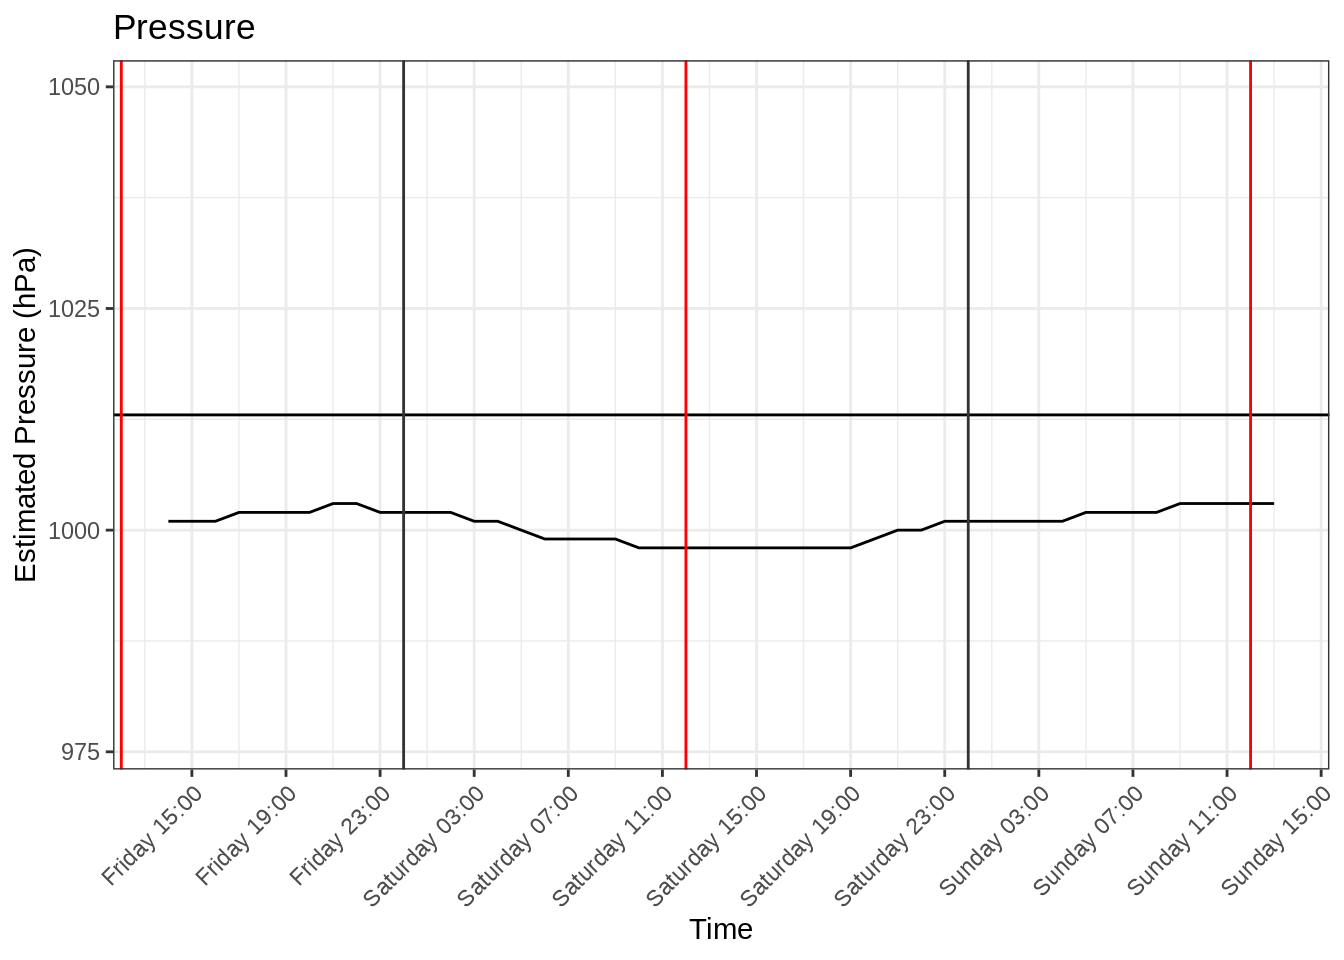 Pressure
Estimated Pressure (hPa)
1050
1025
1000
975
Friday 15:00
Friday 19:00
Friday 23:00
Saturday 03:00
Saturday 07:00
Saturday 11:00
Saturday 15:00
Saturday 19:00
Saturday 23:00
Sunday 03:00
Sunday 07:00
Sunday 11:00
Sunday 15:00
Time